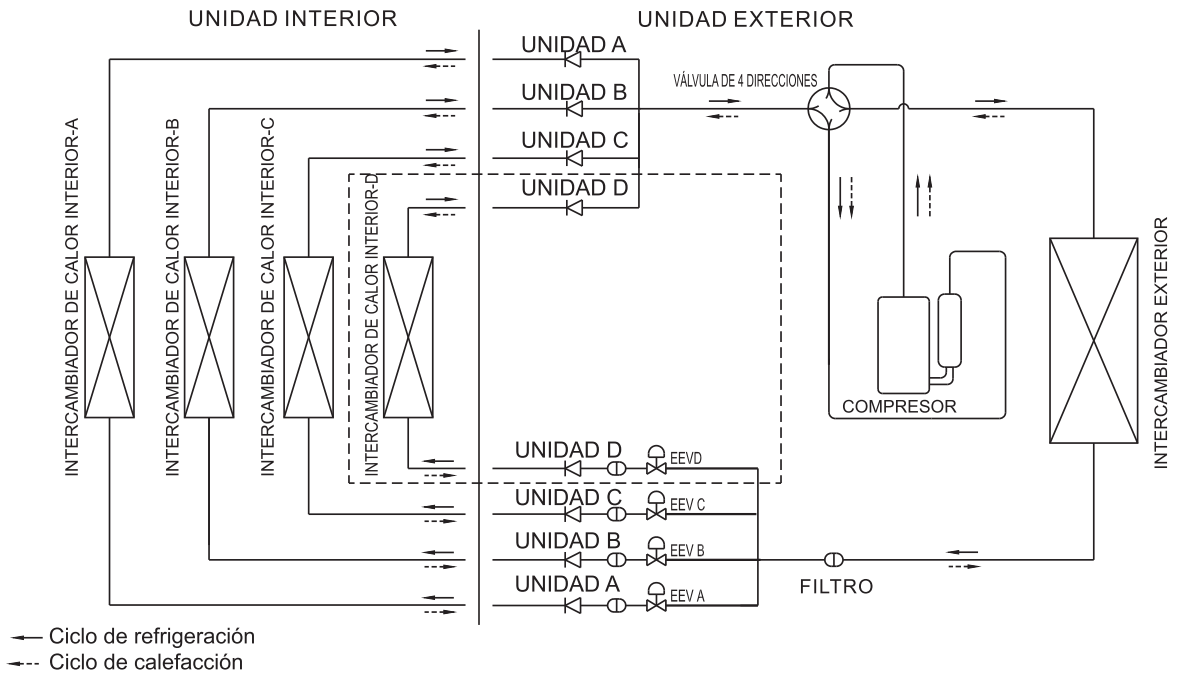 UNIDAD INTERIOR
UNIDAD EXTERIOR
UNIDAD A
UNIDAD B
UNIDAD C
UNIDAD D
VÁLVULA DE 4 DIRECCIONES
INTERCAMBIADOR DE CALOR INTERIOR-A
INTERCAMBIADOR DE CALOR INTERIOR-B
INTERCAMBIADOR DE CALOR INTERIOR-C
INTERCAMBIADOR DE CALOR INTERIOR-D
COMPRESOR
INTERCAMBIADOR EXTERIOR
UNIDAD D
EEVD
UNIDAD C
EEV C
UNIDAD B
EEV B
UNIDAD A
EEV A
FILTRO
Ciclo de refrigeración
Ciclo de calefacción